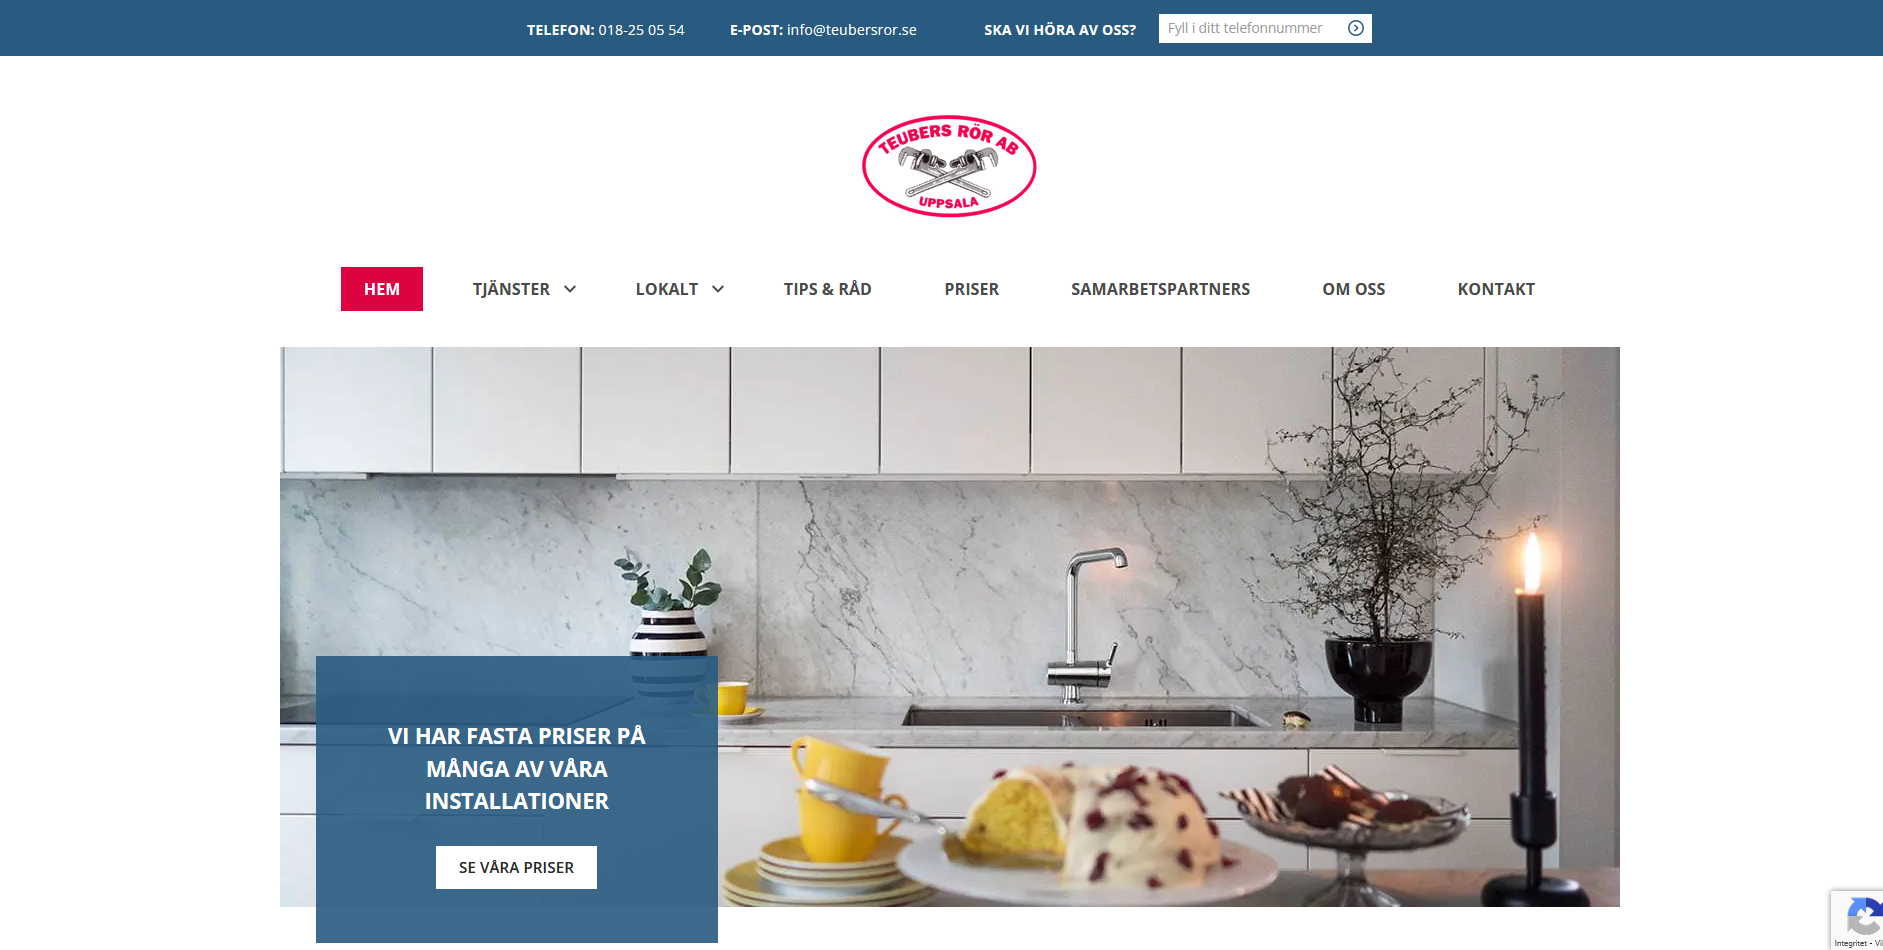 TELEFON: 018-25 05 54 E-POST: info@teubersror.se SKA VI HÖRA AV OSS? Fyll i ditt telefonnummer
TEUBERS RÖR AB
UPPSALA
HEM TJÄNSTER LOKALT TIPS & RÅD PRISER SAMARBETSPARTNERS OM OSS KONTAKT
VI HAR FASTA PRISER PÅ
MÅNGA AV VÅRA
INSTALLATIONER
SE VÅRA PRISER
Integritet - Vi